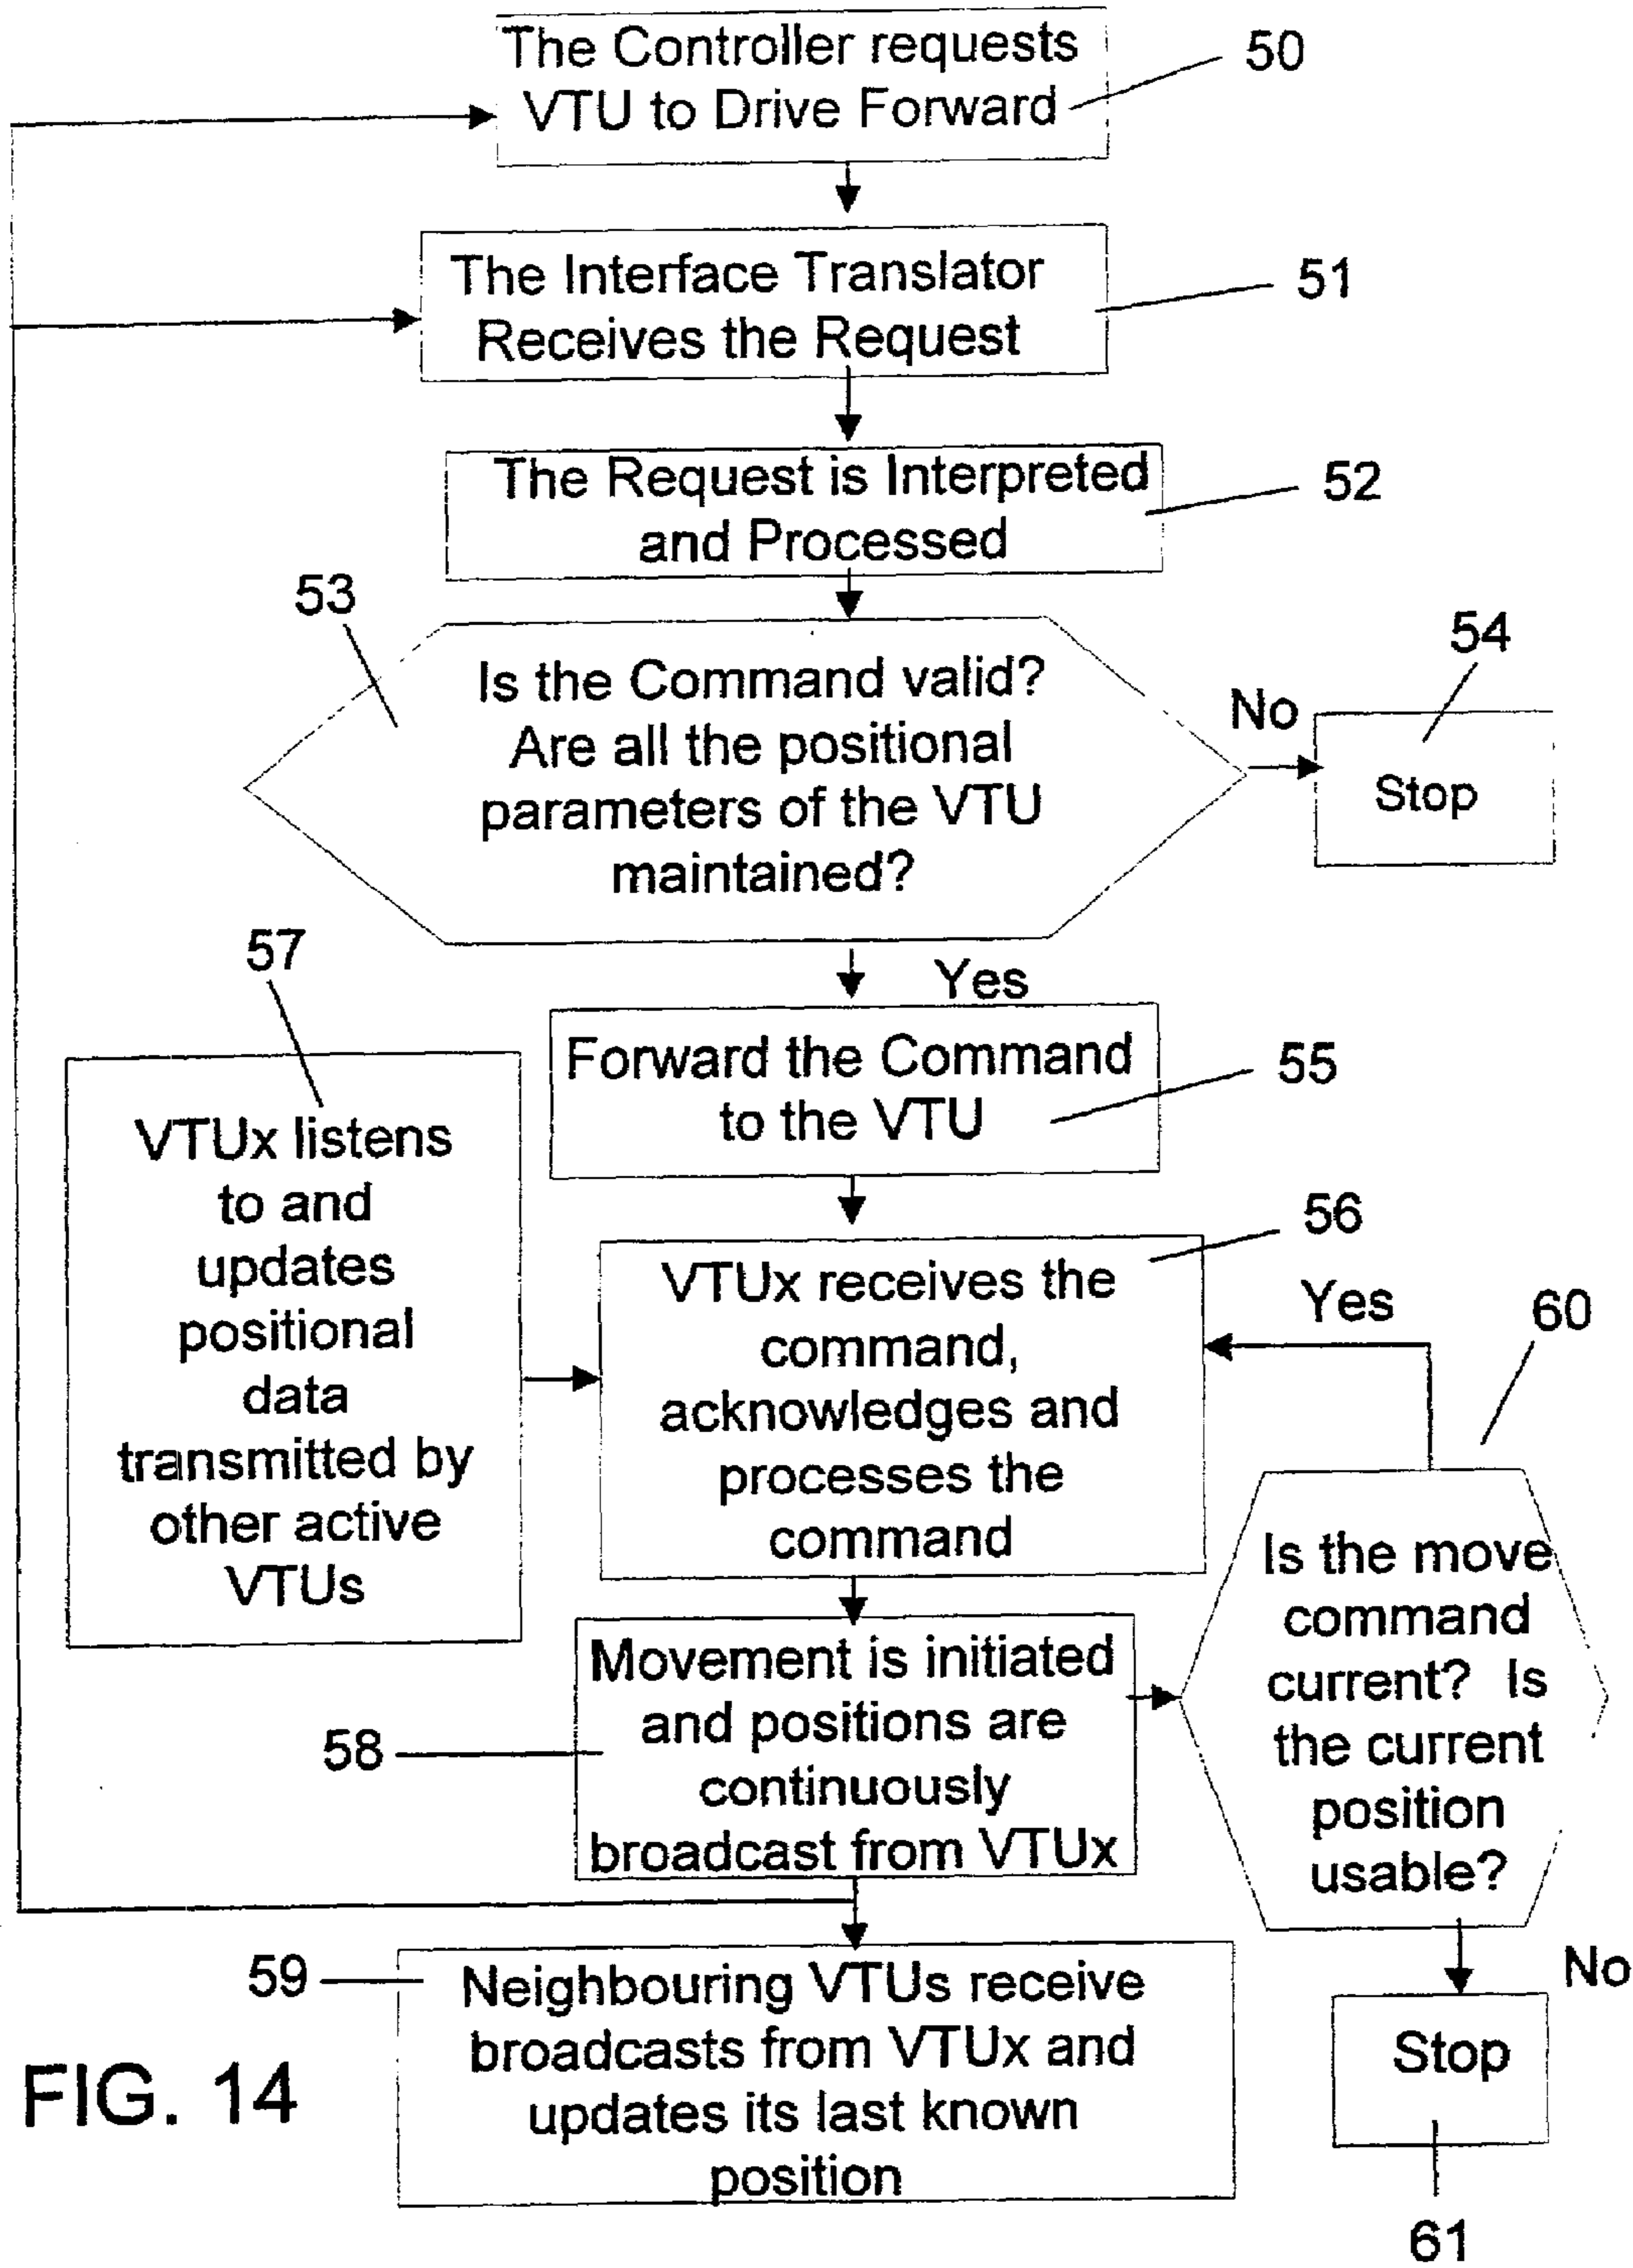 The Controller requests
VTU to Drive Forward
50
The Interface Translator
Receives the Request
51
The Request is Interpreted
and Processed
52
53
Is the Command valid?
Are all the positional
parameters of the VTU
maintained?
No
54
Stop
Yes
Forward the Command
to the VTU
55
57
VTUx listens
to and
updates
positional
data
transmitted by
other active
VTUs
56
VTUx receives the
command,
acknowledges and
processes the
command
Yes
60
Is the move
command
current? Is
the current
position
usable?
58
Movement is initiated
and positions are
continuously
broadcast from VTUx
No
Stop
61
59
Neighbouring VTUs receive
broadcasts from VTUx and
updates its last known
position
FIG. 14